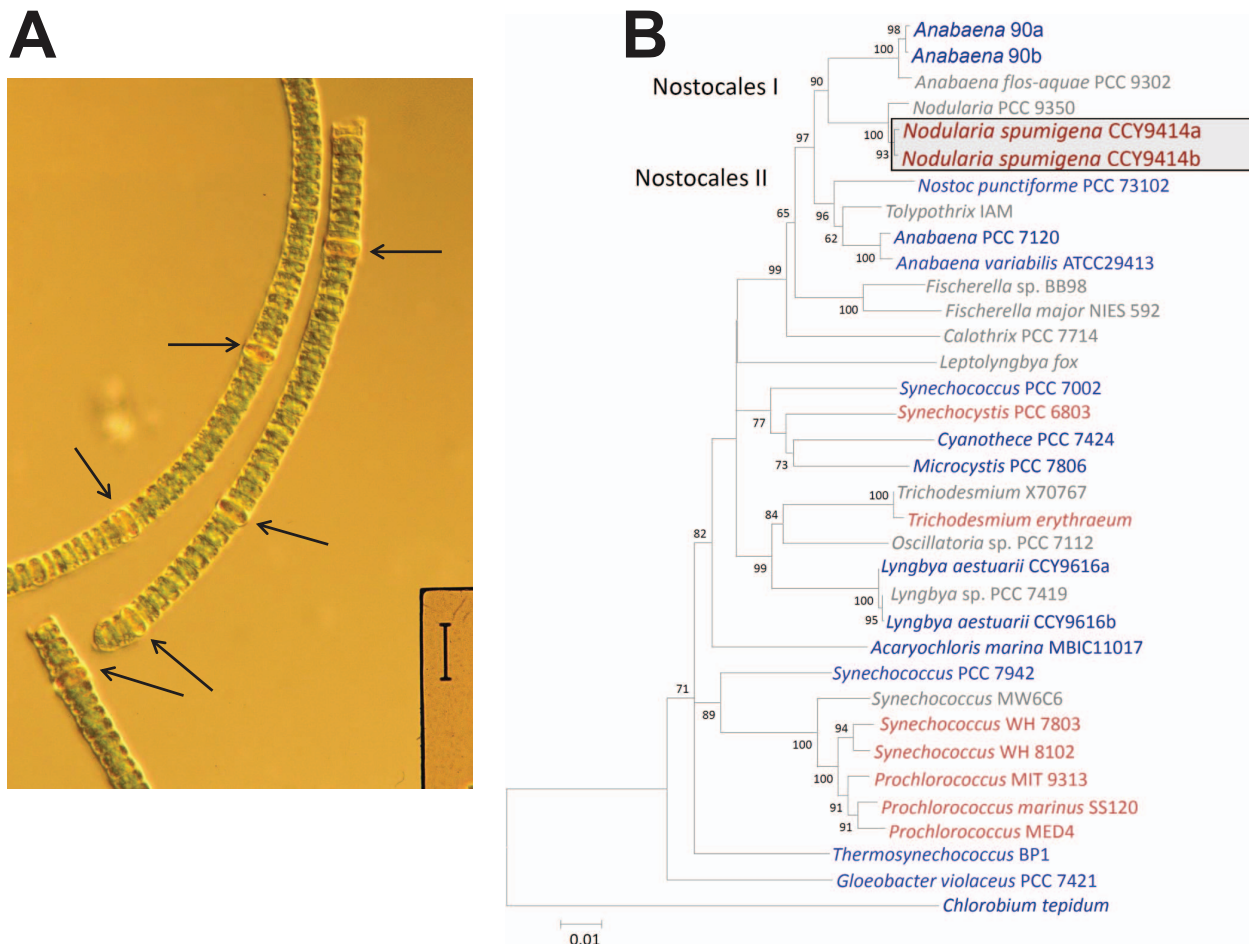 A
B
98
Anabaena 90a
100
Anabaena 90b
90
Anabaena flos-aquae PCC 9302
Nostocales I
Nodularia PCC 9350
100
Nodularia spumigena CCY9414a
97
93
Nodularia spumigena CCY9414b
Nostocales II
Nostoc punctiforme PCC 73102
96
Tolypothrix IAM
65
62
Anabaena PCC 7120
100
Anabaena variabilis ATCC29413
99
Fischerella sp. BB98
100
Fischerella major NIES 592
Calothrix PCC 7714
Leptolyngbya fox
Synechococcus PCC 7002
77
Synechocystis PCC 6803
Cyanothece PCC 7424
73
Microcystis PCC 7806
100
Trichodesmium X70767
84
Trichodesmium erythraeum
82
Oscillatoria sp. PCC 7112
99
Lyngbya aestuarii CCY9616a
100
Lyngbya sp. PCC 7419
95
Lyngbya aestuarii CCY9616b
Acaryochloris marina MBIC11017
71
Synechococcus PCC 7942
89
Synechococcus MW6C6
94
Synechococcus WH 7803
100
Synechococcus WH 8102
100
Prochlorococcus MIT 9313
91
Prochlorococcus marinus SS120
91
Prochlorococcus MED4
Thermosynechococcus BP1
Gloeobacter violaceus PCC 7421
Chlorobium tepidum
0.01